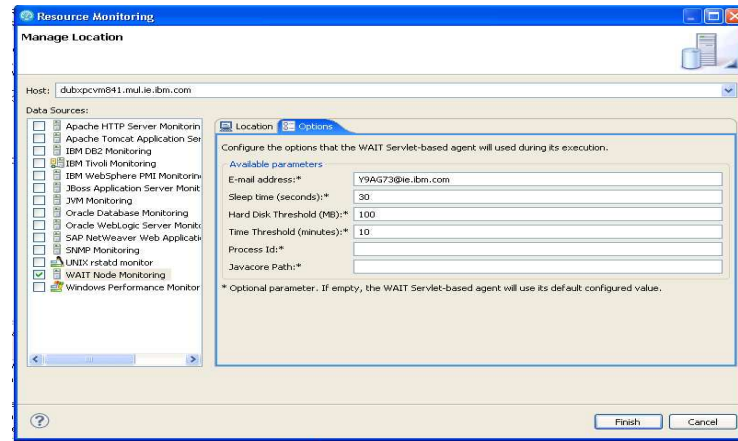 Resource Monitoring
Manage Location
Host: dubxpcvm841.mul.ie.ibm.com
Data Sources:
Apache HTTP Server Monitorin
Apache Tomcat Application Ser
IBM DB2 Monitoring
IBM Tivoli Monitoring
IBM WebSphere PMI Monitorin
JBoss Application Server Monit
JVM Monitoring
Oracle Database Monitoring
Oracle WebLogic Server Monitc
SAP NetWeaver Web Applicati
SNMP Monitoring
UNIX rstatd monitor
WAIT Node Monitoring
Windows Performance Monitor
Location Options
Configure the options that the WAIT Servlet-based agent will used during its execution.
Available parameters
E-mail address:* Y9AG73@ie.ibm.com
Sleep time (seconds):* 30
Hard Disk Threshold (MB):* 100
Time Threshold (minutes):* 10
Process Id:*
Javacore Path:*
* Optional parameter. If empty, the WAIT Servlet-based agent will use its default configured value.
Finish Cancel